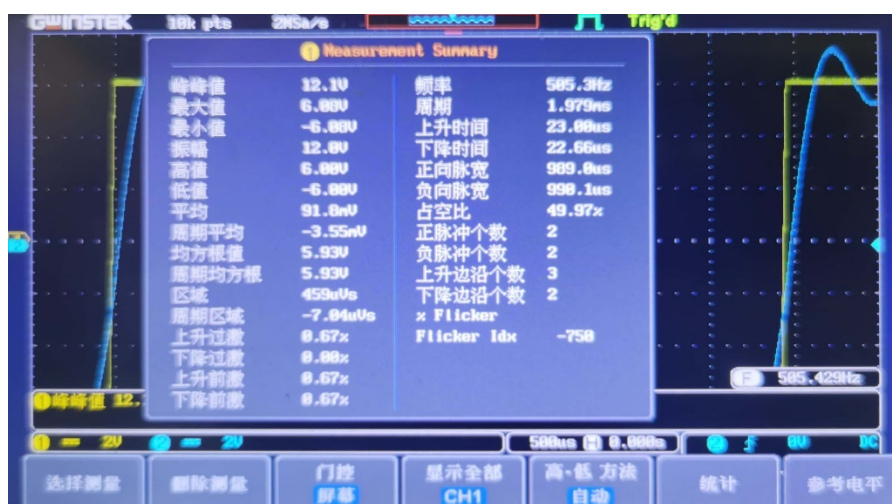 GWINSTEK 10k pts 2MSa/s Trig'd
1 Measurement Summary
峰峰值 12.1V 频率 505.3Hz
最大值 6.08V 周期 1.979ms
最小值 -6.08V 上升时间 23.00us
振幅 12.0V 下降时间 22.66us
高值 6.00V 正向脉宽 989.0us
低值 -6.00V 负向脉宽 990.1us
平均 91.8mV 占空比 49.97%
周期平均 -3.55mV 正脉冲个数 2
均方根值 5.93V 负脉冲个数 2
周期均方根 5.93V 上升边沿个数 3
区域 459uVs 下降边沿个数 2
周期区域 -7.04uVs % Flicker
上升过激 0.67% Flicker Idx -750
下降过激 0.00%
上升前激 0.67%
下降前激 0.67%
F 505.429Hz
1 峰峰值 12.
1 2V 2 2V 500us H 0.000s 2 0V DC
选择测量 删除测量 门控 显示全部 高-低 方法 统计 参考电平
屏幕 CH1 自动